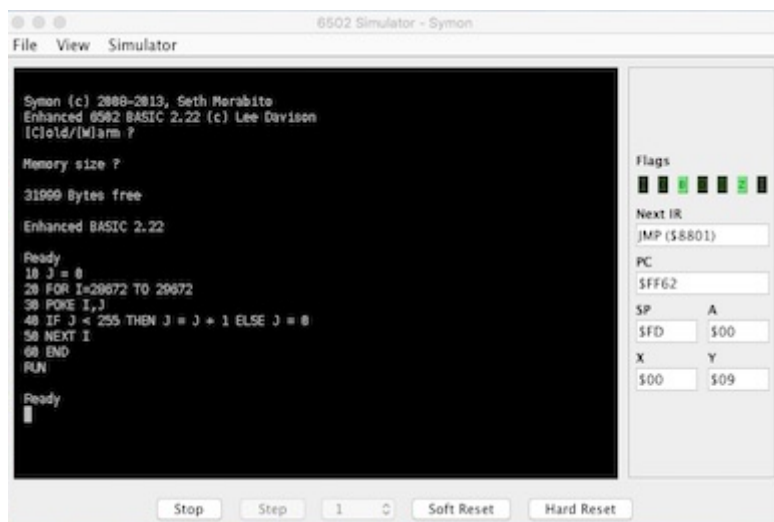 6502 Simulator - Symon
File View Simulator
Symon (c) 2008-2013, Seth Morabito
Enhanced 6502 BASIC 2.22 (c) Lee Davison
[C]old/[W]arm ?
Memory size ?
31999 Bytes free
Enhanced BASIC 2.22
Ready
10 J = 0
20 FOR I=28672 TO 29672
30 POKE I,J
40 IF J < 255 THEN J = J + 1 ELSE J = 0
50 NEXT I
60 END
RUN
Ready
Flags
B Z
Next IR
JMP ($8801)
PC
$FF62
SP A
$FD $00
X Y
$00 $09
Stop Step 1 Soft Reset Hard Reset